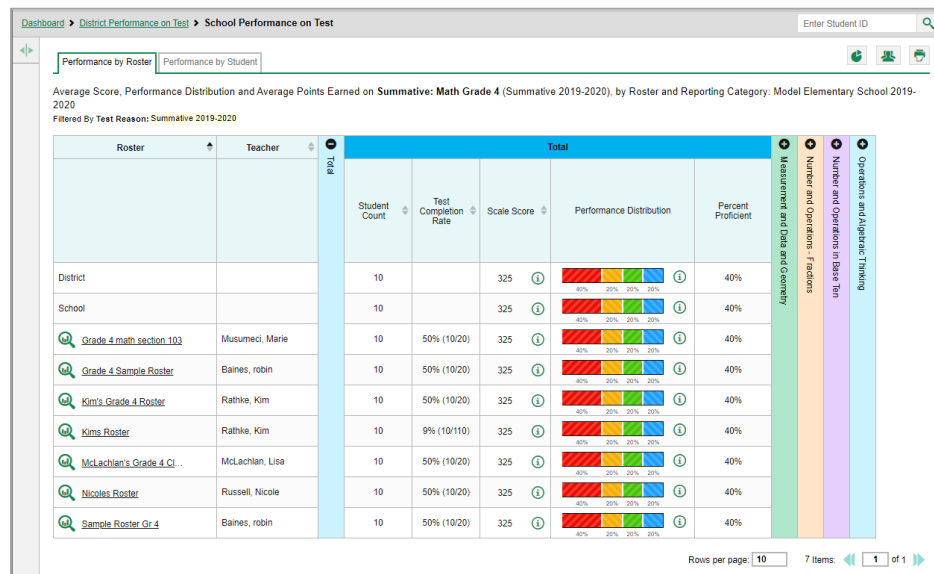 Dashboard > District Performance on Test > School Performance on Test
Enter Student ID
Performance by Roster
Performance by Student
Average Score, Performance Distribution and Average Points Earned on Summative: Math Grade 4 (Summative 2019-2020), by Roster and Reporting Category: Model Elementary School 2019-
2020
Filtered By Test Reason: Summative 2019-2020
Roster Teacher Total Total
Student Count Test Completion Rate Scale Score Performance Distribution Percent Proficient
Measurement and Data and Geometry
Number and Operations - Fractions
Number and Operations in Base Ten
Operations and Algebraic Thinking
District 10 325 40%
40% 20% 20% 20%
School 10 325 40%
40% 20% 20% 20%
Grade 4 math section 103 Musumeci, Marie 10 50% (10/20) 325 40%
40% 20% 20% 20%
Grade 4 Sample Roster Baines, robin 10 50% (10/20) 325 40%
40% 20% 20% 20%
Kim's Grade 4 Roster Rathke, Kim 10 50% (10/20) 325 40%
40% 20% 20% 20%
Kims Roster Rathke, Kim 10 9% (10/110) 325 40%
40% 20% 20% 20%
McLachlan's Grade 4 Cl... McLachlan, Lisa 10 50% (10/20) 325 40%
40% 20% 20% 20%
Nicoles Roster Russell, Nicole 10 50% (10/20) 325 40%
40% 20% 20% 20%
Sample Roster Gr 4 Baines, robin 10 50% (10/20) 325 40%
40% 20% 20% 20%
Rows per page: 10 7 Items: 1 of 1